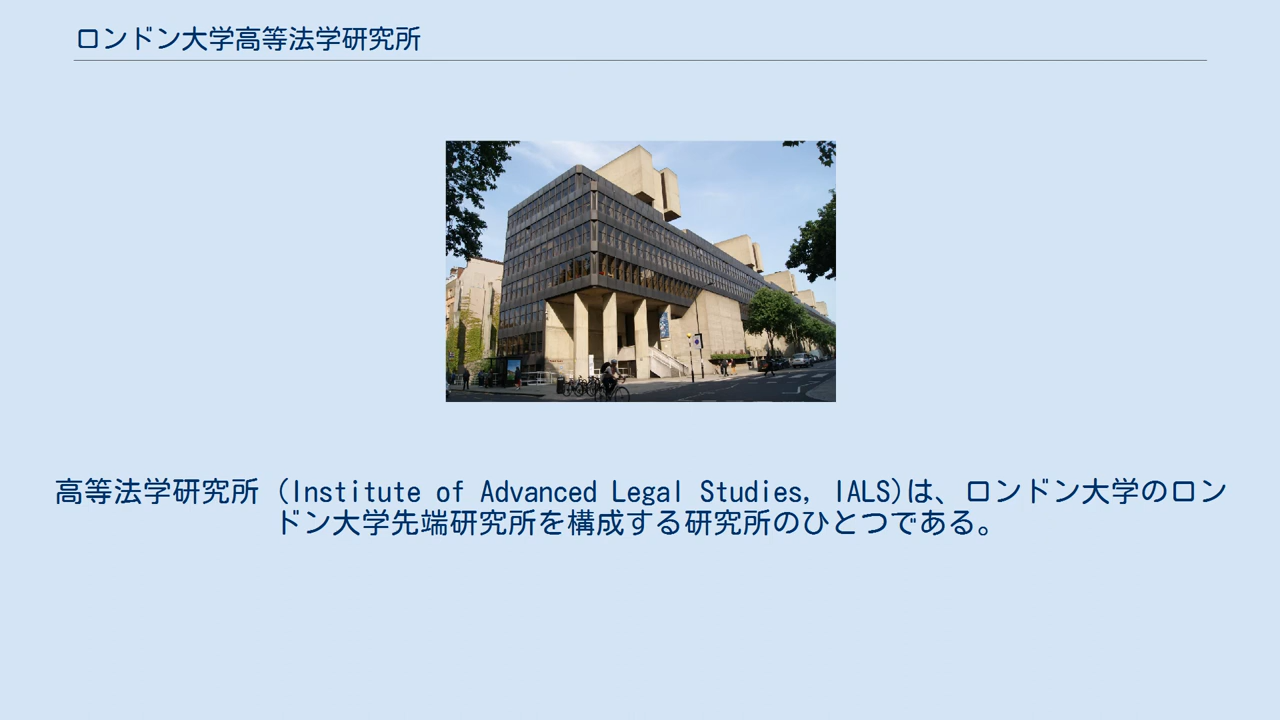 ロンドン大学高等法学研究所
高等法学研究所 (Institute of Advanced Legal Studies, IALS)は、ロンドン大学のロン
ドン大学先端研究所を構成する研究所のひとつである。